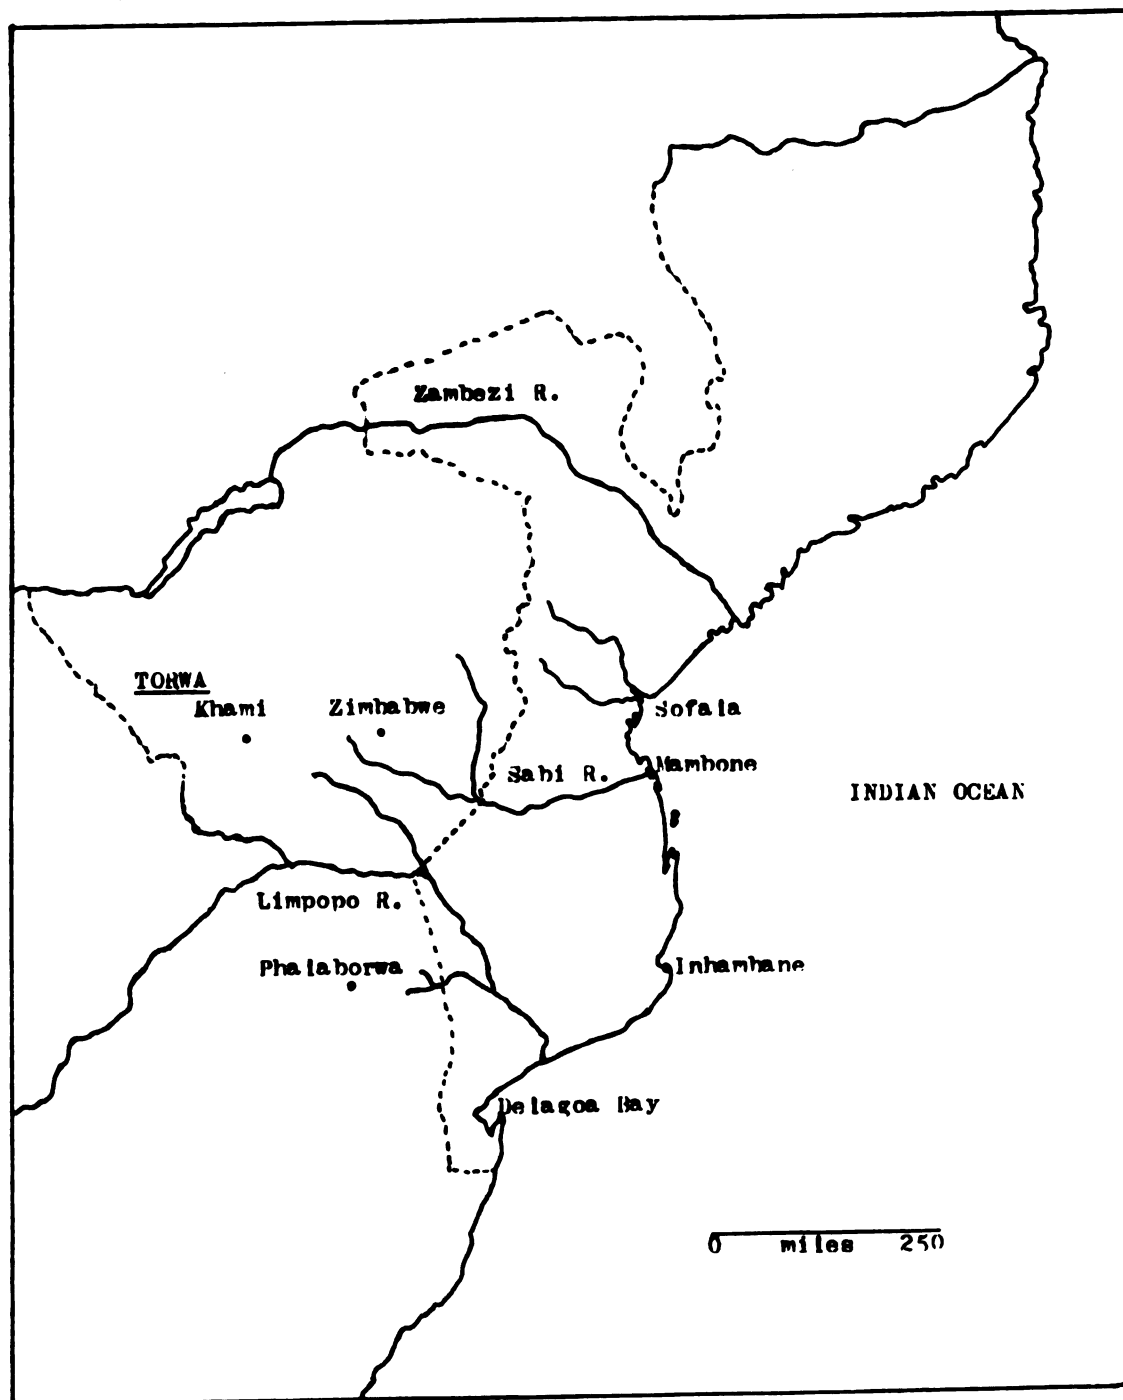 Zambezi R.
TORWA
Khami
Zimbabwe
Sofala
Sabi R.
Mambone
INDIAN OCEAN
Limpopo R.
Phalaborwa
Inhambane
Delagoa Bay
0 miles 250